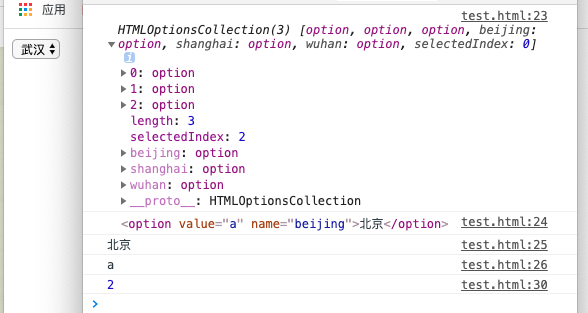 应用
武汉
test.html:23
HTMLOptionsCollection(3) [option, option, option, beijing:
option, shanghai: option, wuhan: option, selectedIndex: 0]
i
0: option
1: option
2: option
length: 3
selectedIndex: 2
beijing: option
shanghai: option
wuhan: option
__proto__: HTMLOptionsCollection
<option value="a" name="beijing">北京</option> test.html:24
北京 test.html:25
a test.html:26
2 test.html:30